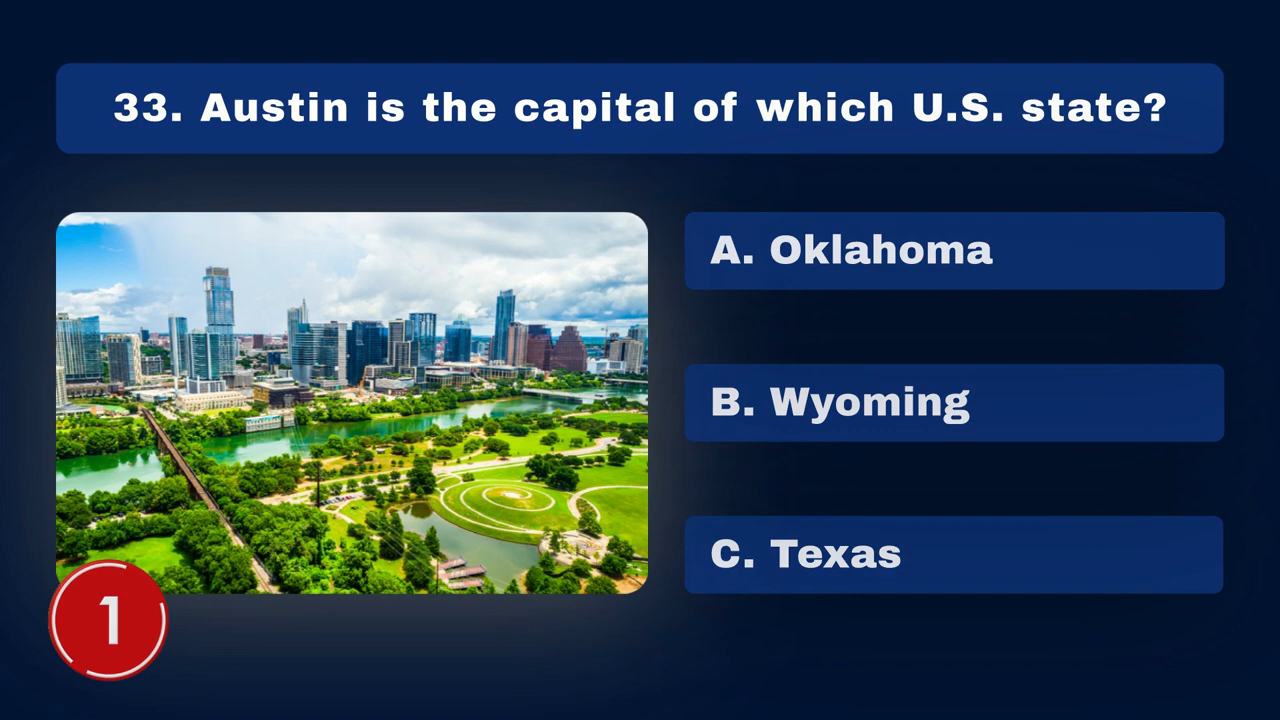 33. Austin is the capital of which U.S. state?
A. Oklahoma
B. Wyoming
C. Texas
1